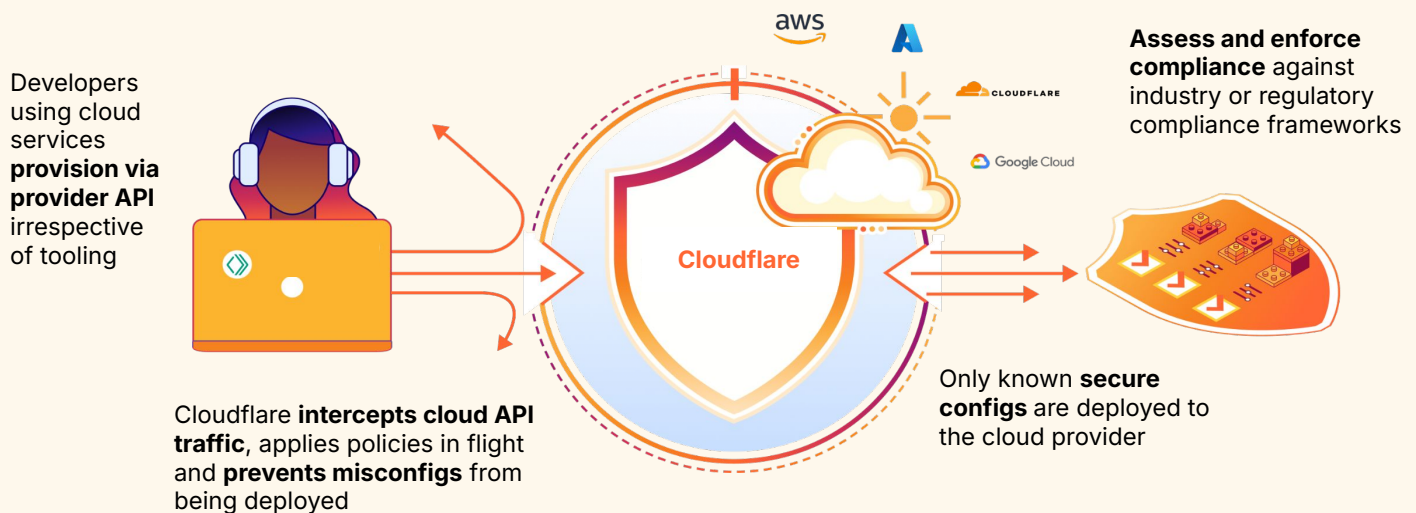 Developers
using cloud
services
provision via
provider API
irrespective
of tooling
aws
CLOUDFLARE
Google Cloud
Assess and enforce
compliance against
industry or regulatory
compliance frameworks
Cloudflare
Cloudflare intercepts cloud API
traffic, applies policies in flight
and prevents misconfigs from
being deployed
Only known secure
configs are deployed to
the cloud provider